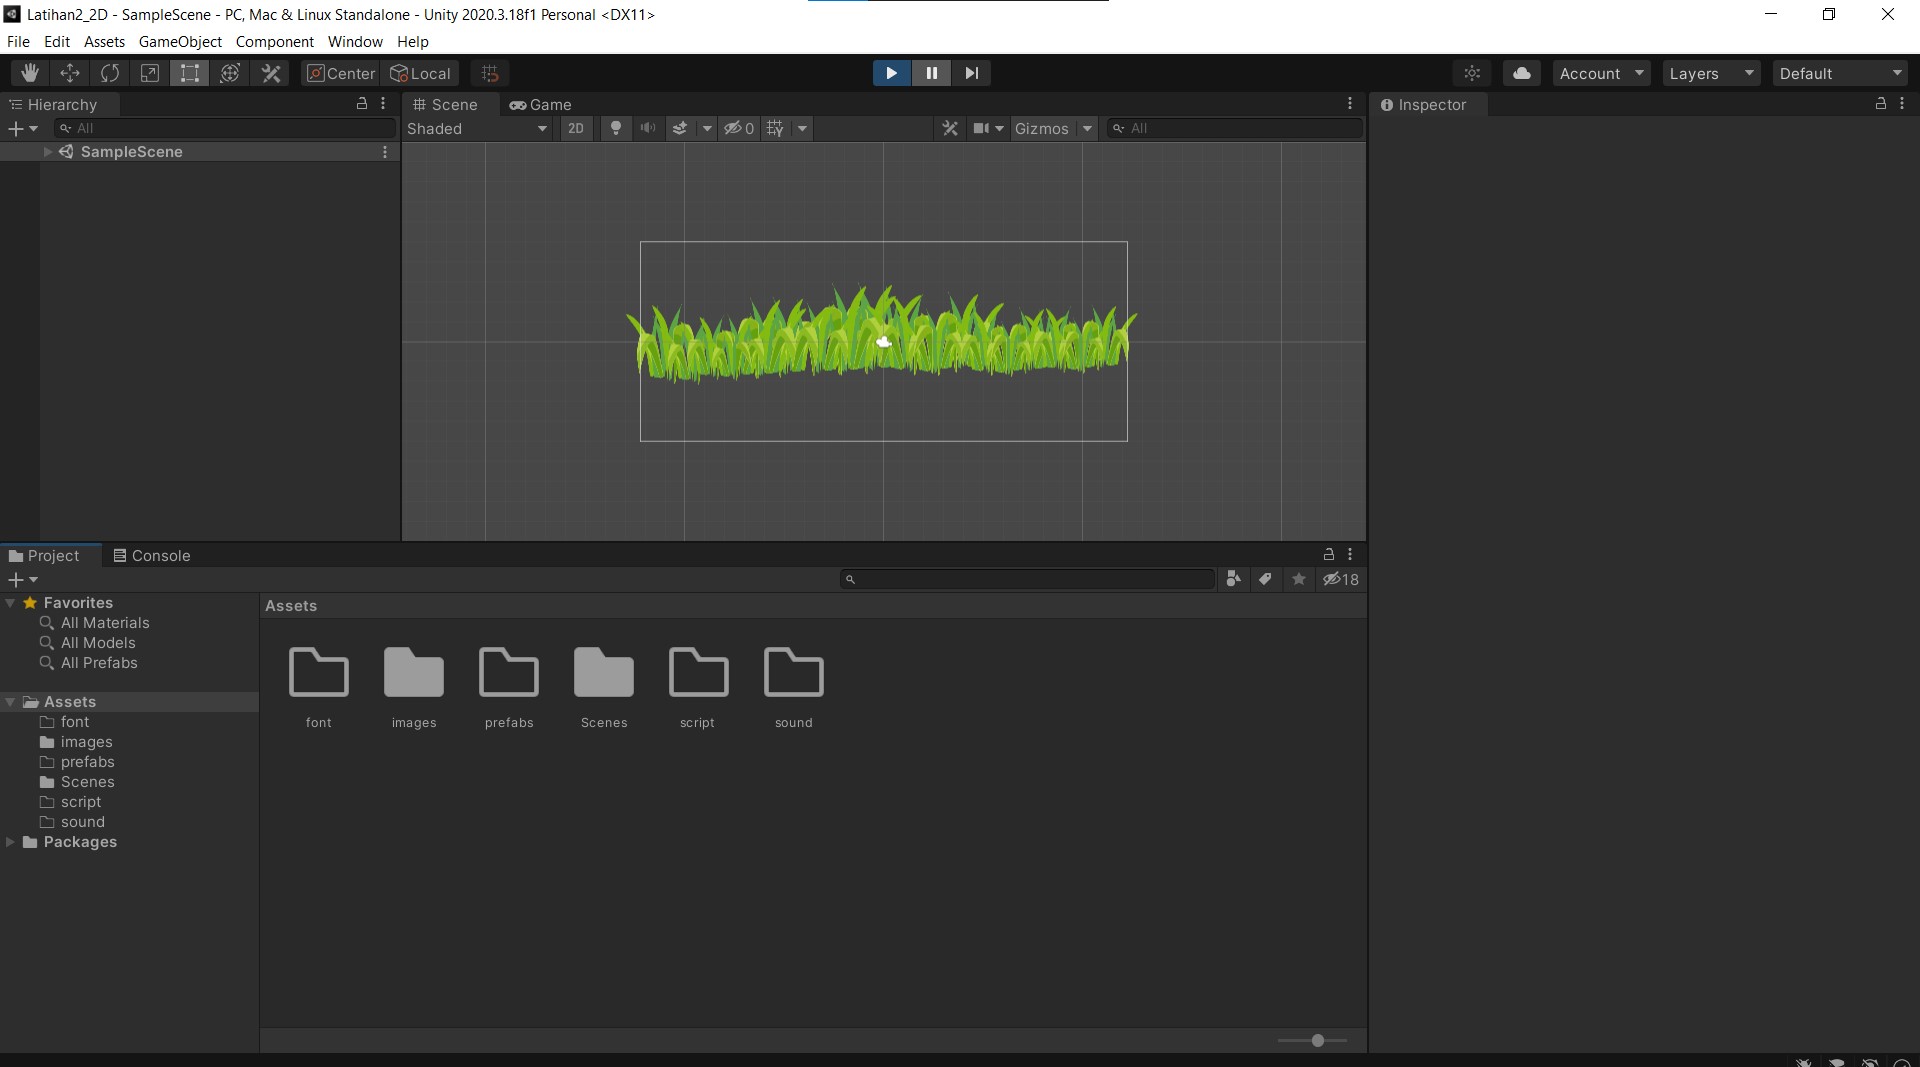 Latihan2_2D - SampleScene - PC, Mac & Linux Standalone - Unity 2020.3.18f1 Personal <DX11>
File Edit Assets GameObject Component Window Help
Center Local Account Layers Default
Hierarchy
All
SampleScene
Scene Game
Shaded 2D 0 Gizmos All
Inspector
Project Console
18
Favorites
All Materials
All Models
All Prefabs
Assets
font
images
prefabs
Scenes
script
sound
Packages
Assets
font images prefabs Scenes script sound